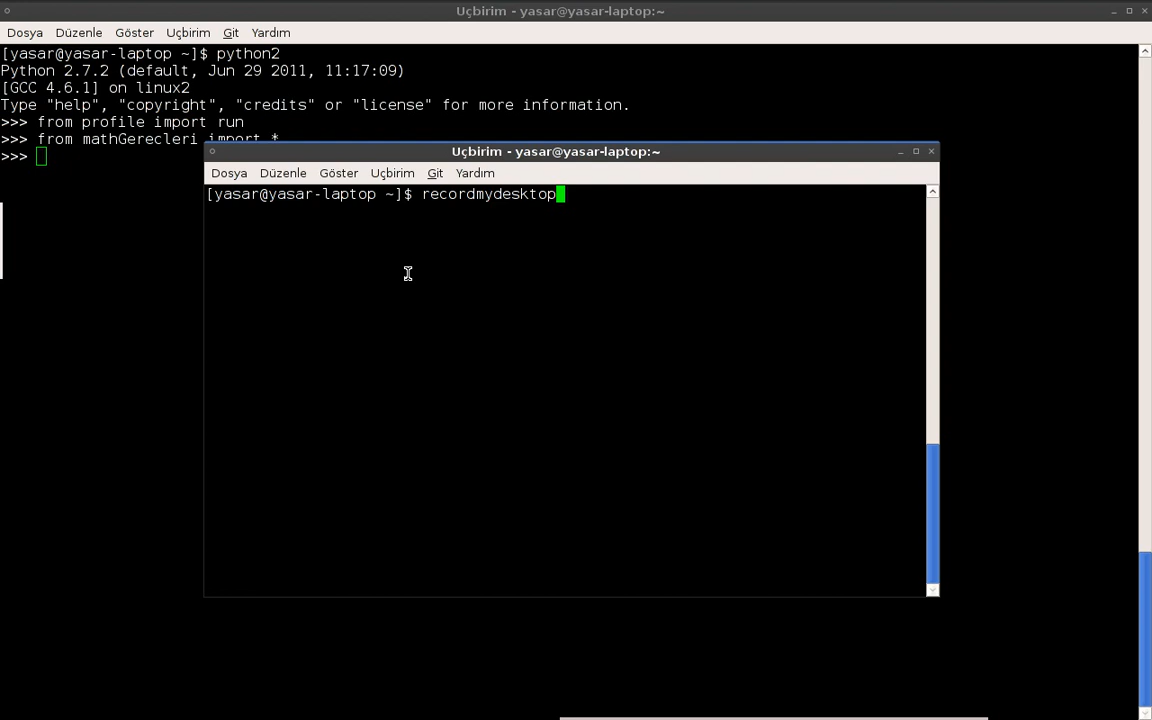 Uçbirim - yasar@yasar-laptop:~
Dosya Düzenle Göster Uçbirim Git Yardım
[yasar@yasar-laptop ~]$ python2
Python 2.7.2 (default, Jun 29 2011, 11:17:09)
[GCC 4.6.1] on linux2
Type "help", "copyright", "credits" or "license" for more information.
>>> from profile import run
>>> from mathGerecleri import *
>>>
Uçbirim - yasar@yasar-laptop:~
Dosya Düzenle Göster Uçbirim Git Yardım
[yasar@yasar-laptop ~]$ recordmydesktop